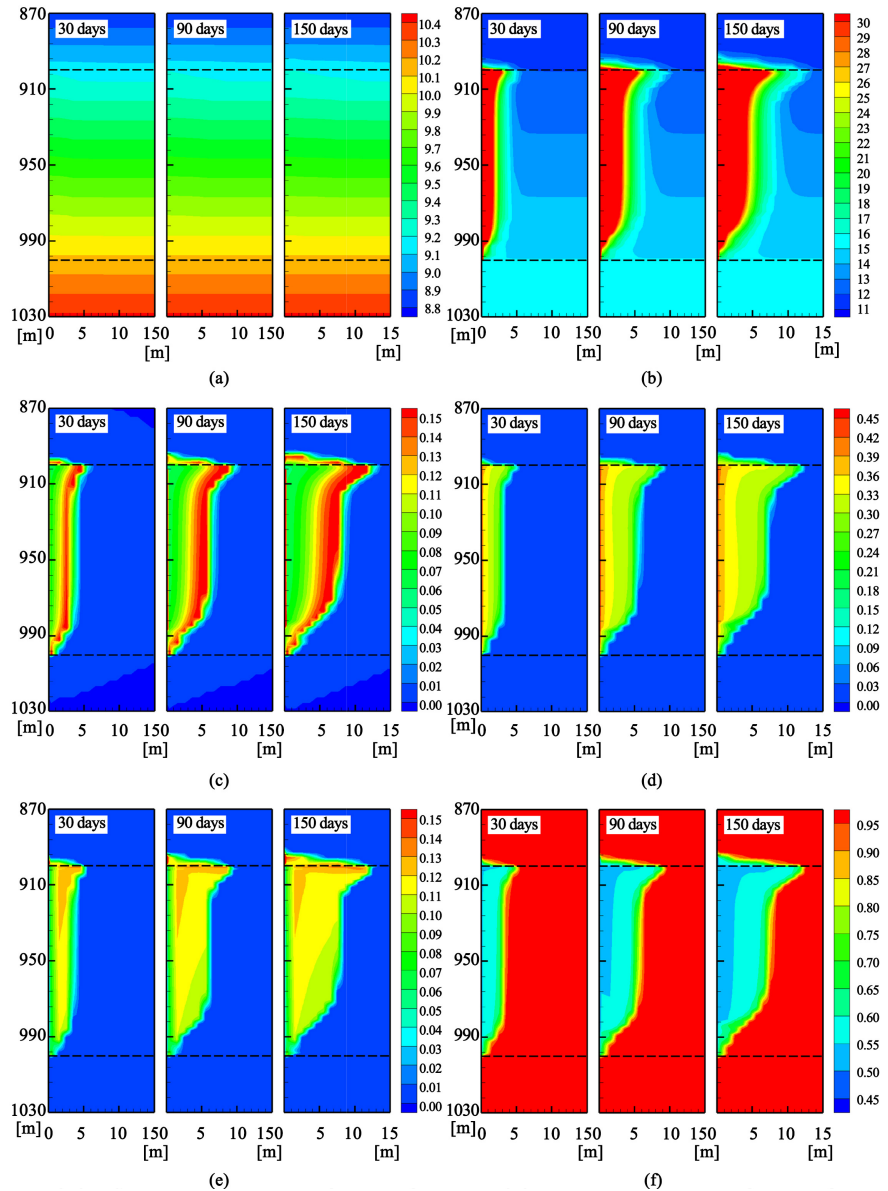 870
30 days
90 days
150 days
910
950
990
1030
[m]
0 5 10 150 5 10 150 5 10 15
[m]
[m]
[m]
10.4
10.3
10.2
10.1
10.0
9.9
9.8
9.7
9.6
9.5
9.4
9.3
9.2
9.1
9.0
8.9
8.8
(a)
870
30 days
90 days
150 days
910
950
990
1030
[m]
0 5 10 150 5 10 150 5 10 15
[m]
[m]
[m]
30
29
28
27
26
25
24
23
22
21
20
19
18
17
16
15
14
13
12
11
(b)
870
30 days
90 days
150 days
910
950
990
1030
[m]
0 5 10 150 5 10 150 5 10 15
[m]
[m]
[m]
0.15
0.14
0.13
0.12
0.11
0.10
0.09
0.08
0.07
0.06
0.05
0.04
0.03
0.02
0.01
0.00
(c)
870
30 days
90 days
150 days
910
950
990
1030
[m]
0 5 10 150 5 10 150 5 10 15
[m]
[m]
[m]
0.45
0.42
0.39
0.36
0.33
0.30
0.27
0.24
0.21
0.18
0.15
0.12
0.09
0.06
0.03
0.00
(d)
870
30 days
90 days
150 days
910
950
990
1030
[m]
0 5 10 150 5 10 150 5 10 15
[m]
[m]
[m]
0.15
0.14
0.13
0.12
0.11
0.10
0.09
0.08
0.07
0.06
0.05
0.04
0.03
0.02
0.01
0.00
(e)
870
30 days
90 days
150 days
910
950
990
1030
[m]
0 5 10 150 5 10 150 5 10 15
[m]
[m]
[m]
0.95
0.95
0.90
0.85
0.80
0.75
0.70
0.65
0.60
0.55
0.50
0.45
(f)